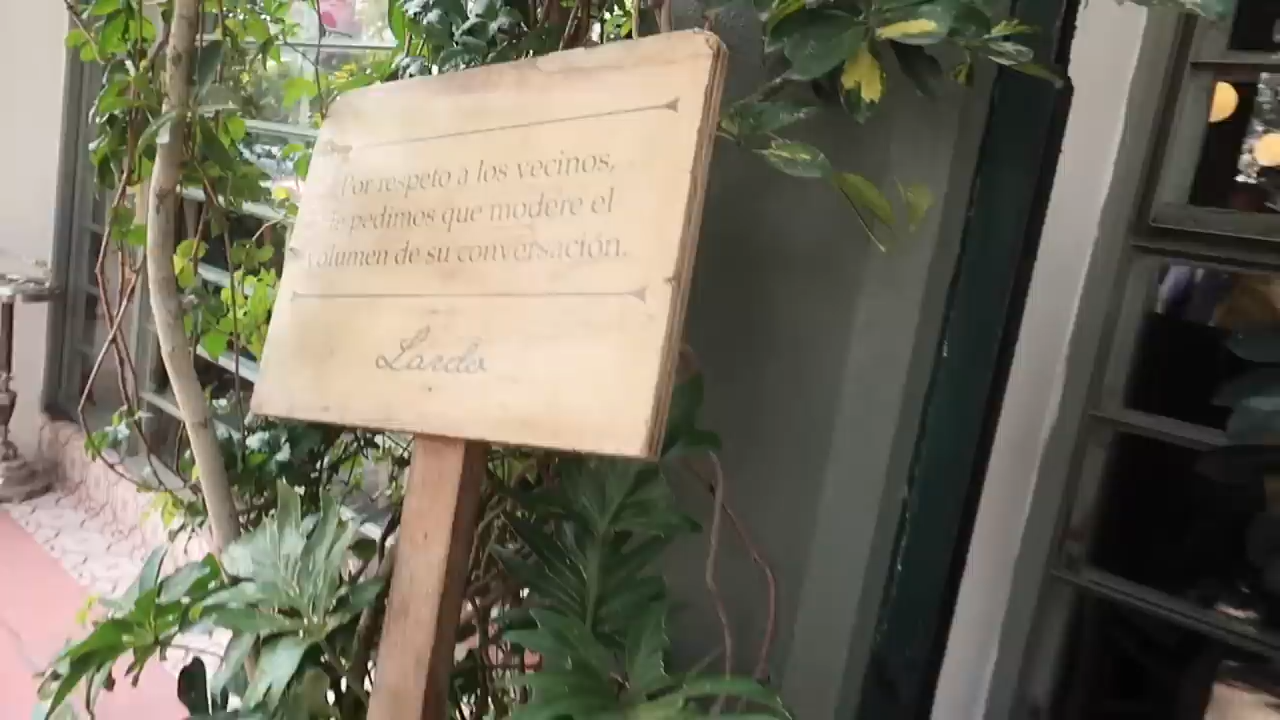 Por respeto a los vecinos,
le pedimos que modere el
volumen de su conversación.
Lardo